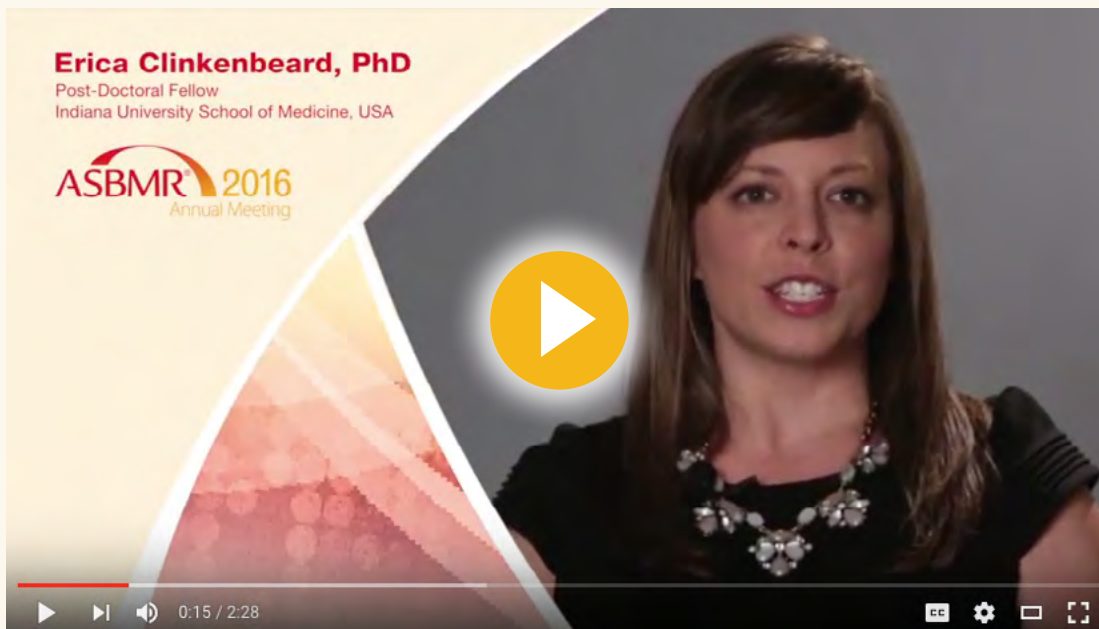 Erica Clinkenbeard, PhD
Post-Doctoral Fellow
Indiana University School of Medicine, USA
ASBMR® 2016
Annual Meeting
0:15 / 2:28
CC